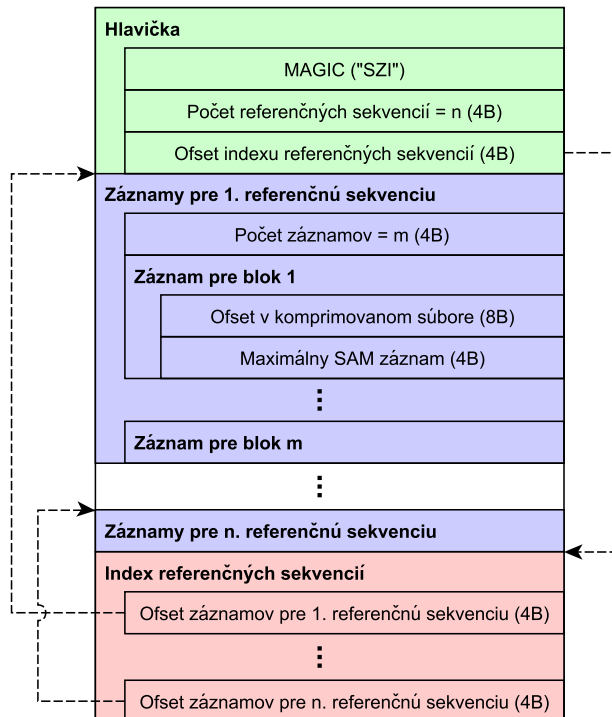 Hlavička
MAGIC ("SZI")
Počet referenčných sekvencií = n (4B)
Ofset indexu referenčných sekvencií (4B)
Záznamy pre 1. referenčnú sekvenciu
Počet záznamov = m (4B)
Záznam pre blok 1
Ofset v komprimovanom súbore (8B)
Maximálny SAM záznam (4B)
Záznam pre blok m
Záznamy pre n. referenčnú sekvenciu
Index referenčných sekvencií
Ofset záznamov pre 1. referenčnú sekvenciu (4B)
Ofset záznamov pre n. referenčnú sekvenciu (4B)